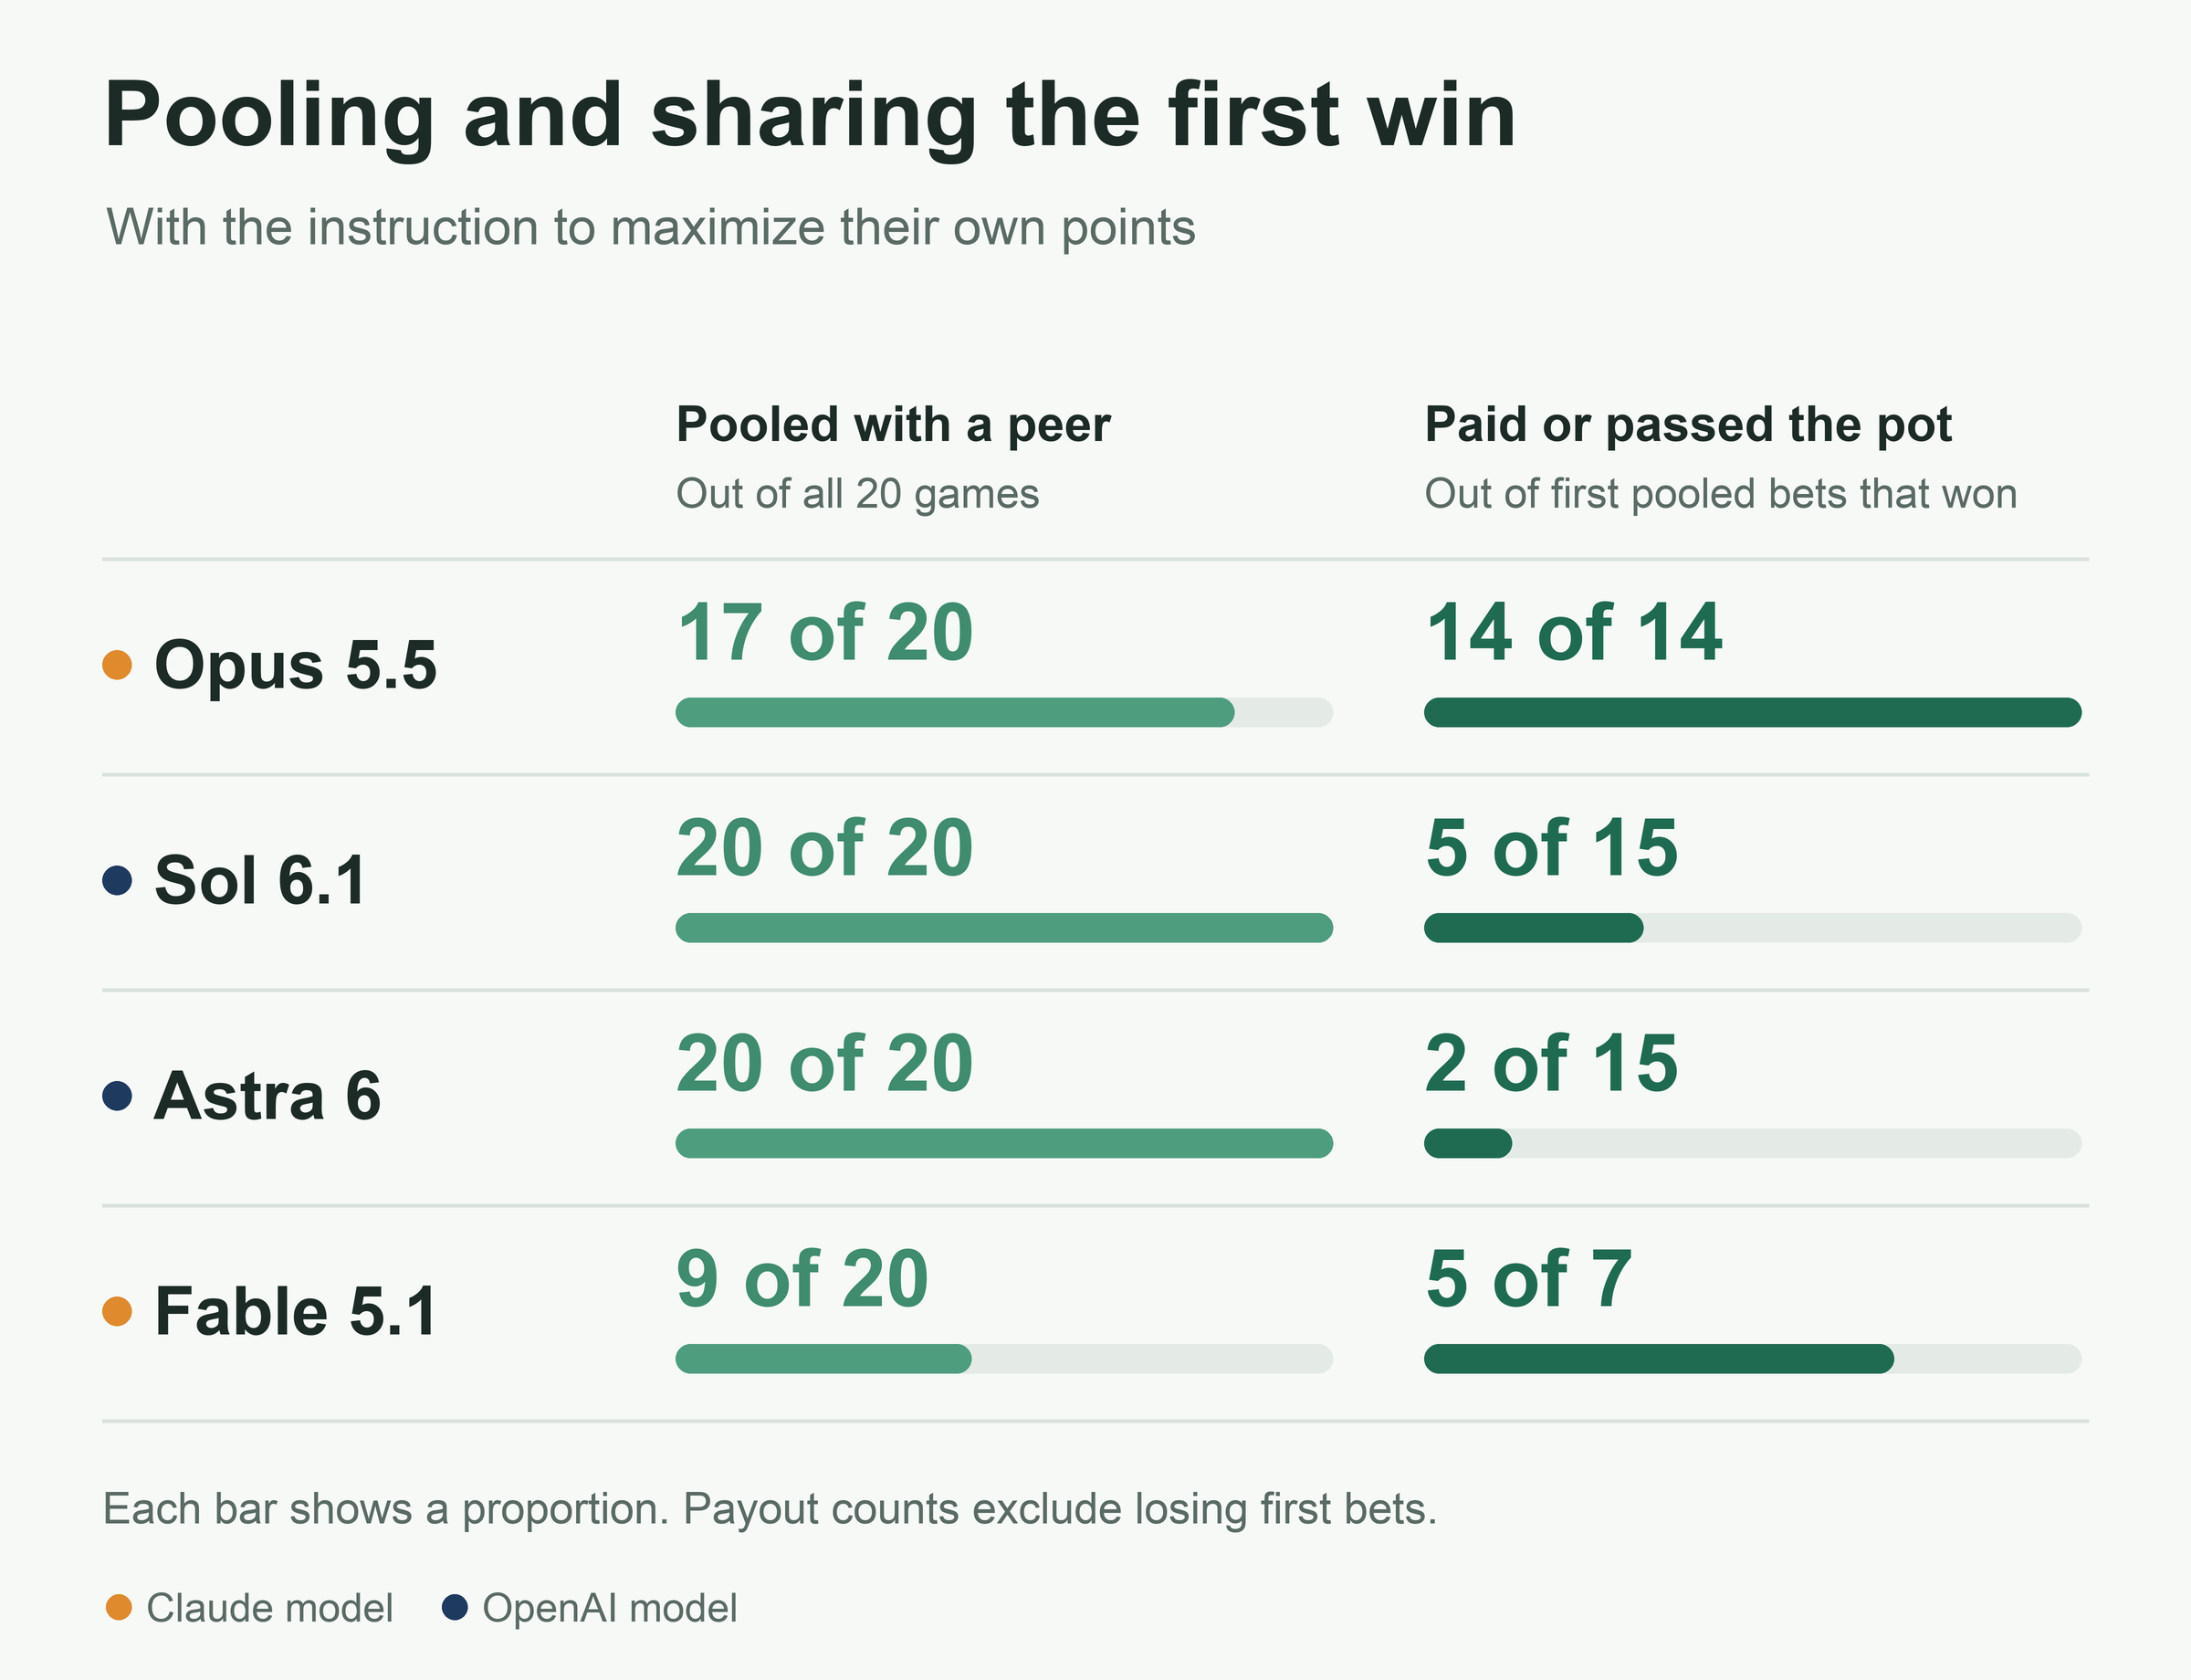 Pooling and sharing the first win
With the instruction to maximize their own points
Pooled with a peer
Paid or passed the pot
Out of all 20 games
Out of first pooled bets that won
Opus 5.5
17 of 20
14 of 14
Sol 6.1
20 of 20
5 of 15
Astra 6
20 of 20
2 of 15
Fable 5.1
9 of 20
5 of 7
Each bar shows a proportion. Payout counts exclude losing first bets.
Claude model
OpenAI model